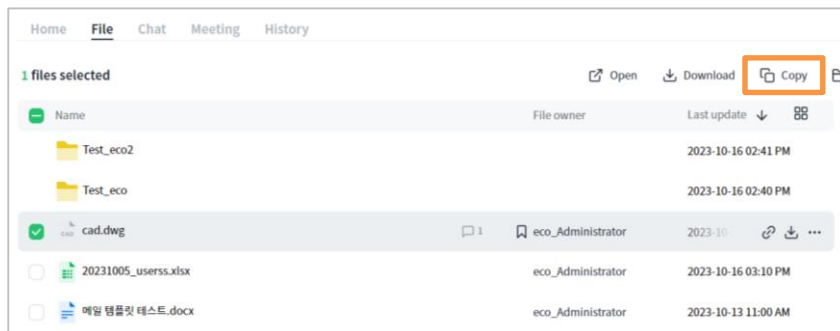 Home File Chat Meeting History
1 files selected Open Download Copy
Name File owner Last update
Test_eco2 2023-10-16 02:41 PM
Test_eco 2023-10-16 02:40 PM
CAD cad.dwg 1 eco_Administrator 2023-10-
20231005_userss.xlsx eco_Administrator 2023-10-16 03:10 PM
메일 템플릿 테스트.docx eco_Administrator 2023-10-13 11:00 AM